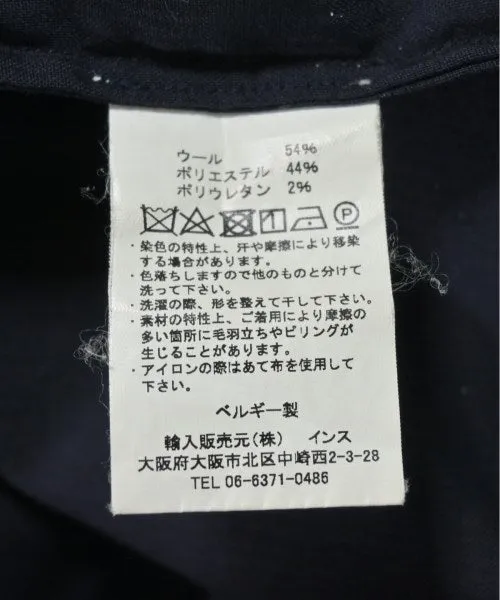 ウール 54%
ポリエステル 44%
ポリウレタン 2%
P
・染色の特性上、汗や摩擦により移染
する場合があります。
・色落ちしますので他のものと分けて
洗って下さい。
・洗濯の際、形を整えて干して下さい。
・素材の特性上、ご着用により摩擦の
多い箇所に毛羽立ちやピリングが
生じることがあります。
・アイロンの際はあて布を使用して
下さい。
ベルギー製
輸入販売元(株) インス
大阪府大阪市北区中崎西2-3-28
TEL 06-6371-0486